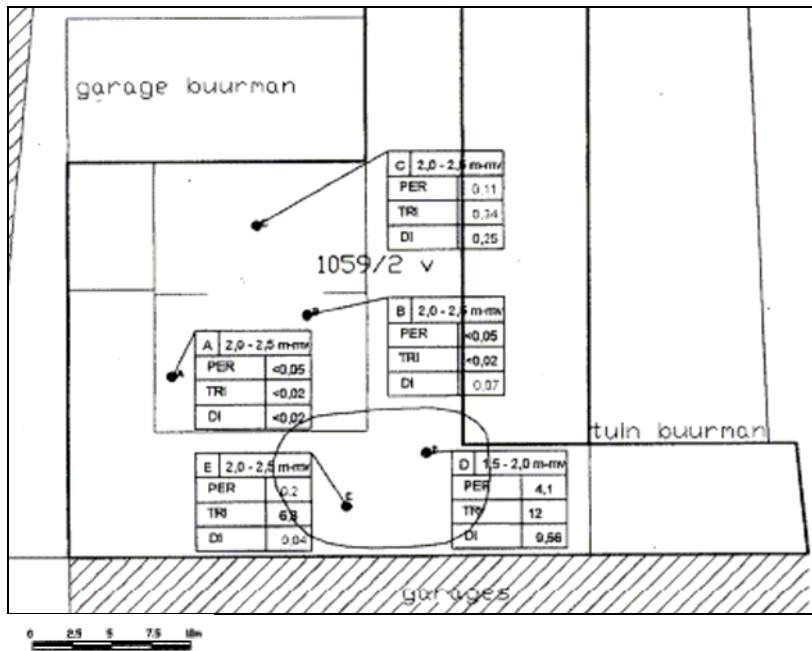 garage buurman
C 2,0 - 2,5 m-mv
PER 0,11
TRI 0,34
DI 0,25
1059/2 v
B 2,0 - 2,5 m-mv
PER <0,05
TRI <0,02
DI 0,07
A 2,0 - 2,5 m-mv
PER <0,05
TRI <0,02
DI <0,02
A
tuin buurman
E 2,0 - 2,5 m-mv
PER 0,2
TRI
DI 0,04
E
D 1,5 - 2,0 m-mv
PER 4,1
TRI 12
DI
garages
0 2,5 5 7,5 10m